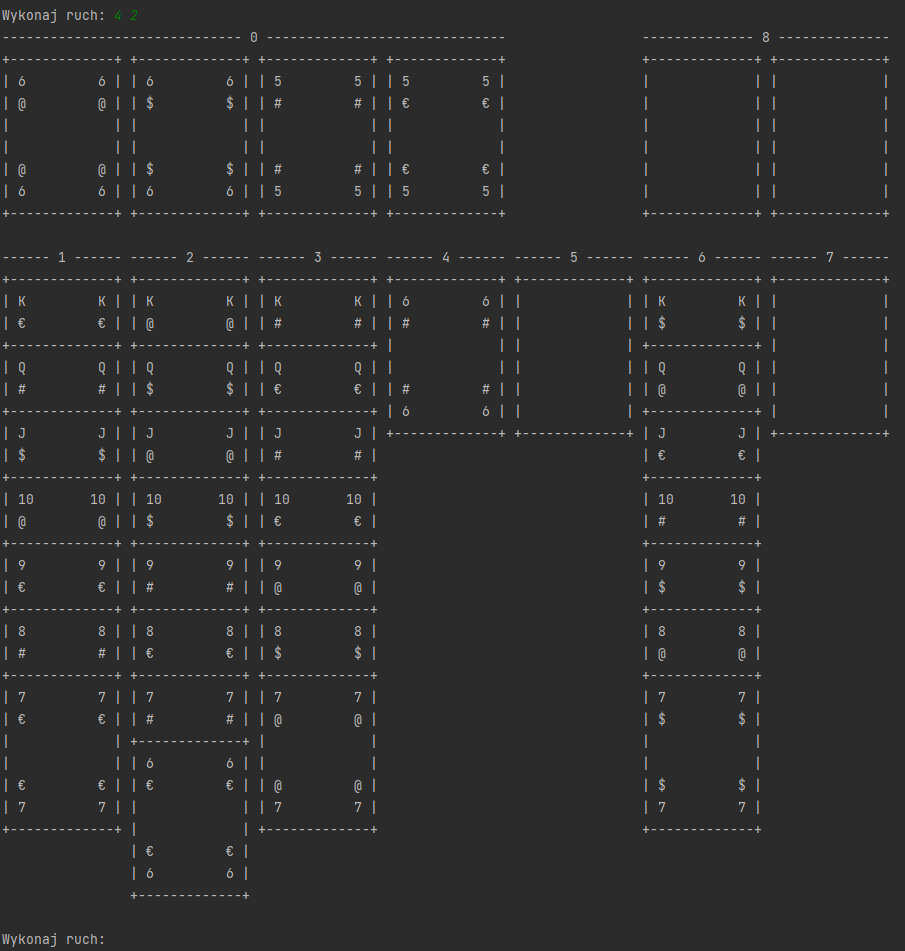 Wykonaj ruch: 4 2
------------------------------ 0 ------------------------------                 -------------- 8 --------------
+-------------+ +-------------+ +-------------+ +-------------+                 +-------------+ +-------------+
| 6         6 | | 6         6 | | 5         5 | | 5         5 |                 |             | |             |
| @         @ | | $         $ | | #         # | | €         € |                 |             | |             |
|             | |             | |             | |             |                 |             | |             |
|             | |             | |             | |             |                 |             | |             |
| @         @ | | $         $ | | #         # | | €         € |                 |             | |             |
| 6         6 | | 6         6 | | 5         5 | | 5         5 |                 |             | |             |
+-------------+ +-------------+ +-------------+ +-------------+                 +-------------+ +-------------+

------ 1 ------ ------ 2 ------ ------ 3 ------ ------ 4 ------ ------ 5 ------ ------ 6 ------ ------ 7 ------
+-------------+ +-------------+ +-------------+ +-------------+ +-------------+ +-------------+ +-------------+
| K         K | | K         K | | K         K | | 6         6 | |             | | K         K | |             |
| €         € | | @         @ | | #         # | | #         # | |             | | $         $ | |             |
+-------------+ +-------------+ +-------------+ |             | |             | +-------------+ |             |
| Q         Q | | Q         Q | | Q         Q | |             | |             | | Q         Q | |             |
| #         # | | $         $ | | €         € | | #         # | |             | | @         @ | |             |
+-------------+ +-------------+ +-------------+ | 6         6 | |             | +-------------+ |             |
| J         J | | J         J | | J         J | +-------------+ +-------------+ | J         J | +-------------+
| $         $ | | @         @ | | #         # |                                 | €         € |
+-------------+ +-------------+ +-------------+                                 +-------------+
| 10       10 | | 10       10 | | 10       10 |                                 | 10       10 |
| @         @ | | $         $ | | €         € |                                 | #         # |
+-------------+ +-------------+ +-------------+                                 +-------------+
| 9         9 | | 9         9 | | 9         9 |                                 | 9         9 |
| €         € | | #         # | | @         @ |                                 | $         $ |
+-------------+ +-------------+ +-------------+                                 +-------------+
| 8         8 | | 8         8 | | 8         8 |                                 | 8         8 |
| #         # | | €         € | | $         $ |                                 | @         @ |
+-------------+ +-------------+ +-------------+                                 +-------------+
| 7         7 | | 7         7 | | 7         7 |                                 | 7         7 |
| €         € | | #         # | | @         @ |                                 | $         $ |
|             | +-------------+ |             |                                 |             |
|             | | 6         6 | |             |                                 |             |
| €         € | | €         € | | @         @ |                                 | $         $ |
| 7         7 | |             | | 7         7 |                                 | 7         7 |
+-------------+ |             | +-------------+                                 +-------------+
                | €         € |
                | 6         6 |
                +-------------+

Wykonaj ruch: